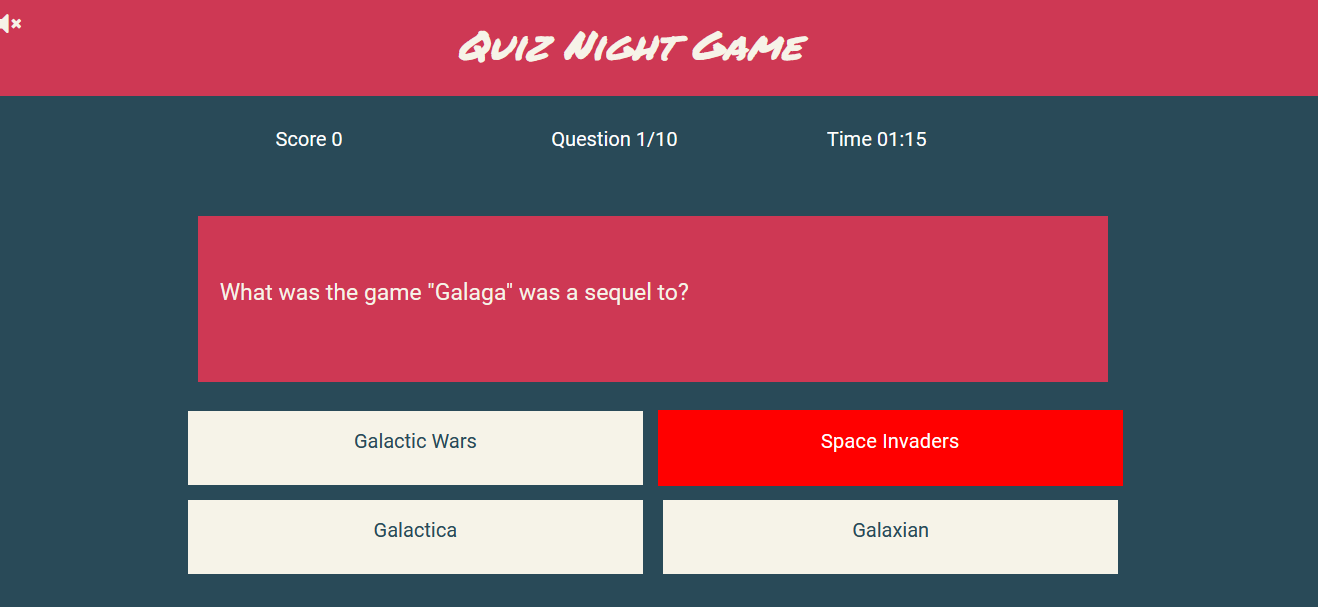 Quiz Night Game
Score 0
Question 1/10
Time 01:15
What was the game "Galaga" was a sequel to?
Galactic Wars
Space Invaders
Galactica
Galaxian